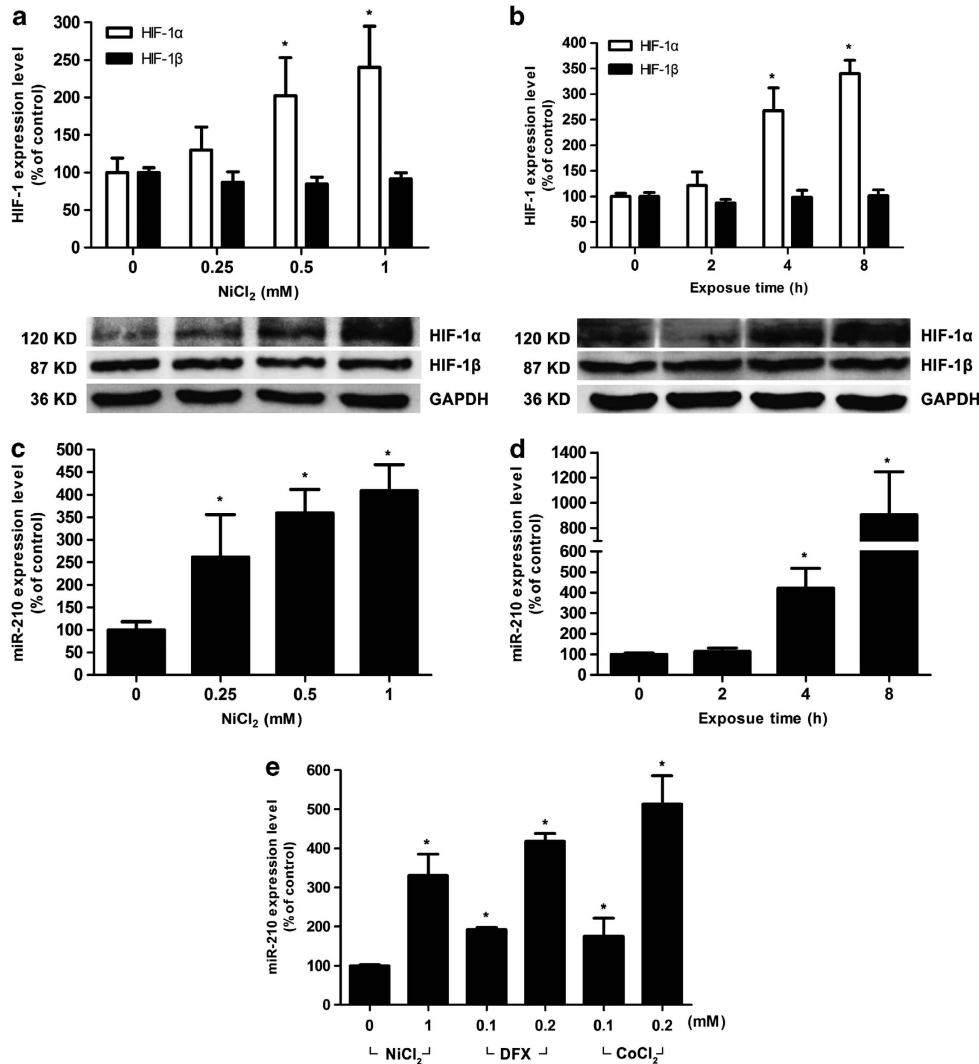 a
HIF-1 expression level
(% of control)
300
250
200
150
100
50
0
HIF-1α
HIF-1β
*
*
0 0.25 0.5 1
NiCl₂ (mM)
120 KD HIF-1α
87 KD HIF-1β
36 KD GAPDH
b
HIF-1 expression level
(% of control)
400
350
300
250
200
150
100
50
0
HIF-1α
HIF-1β
*
*
0 2 4 8
Exposue time (h)
120 KD HIF-1α
87 KD HIF-1β
36 KD GAPDH
c
miR-210 expression level
(% of control)
500
450
400
350
300
250
200
150
100
50
0
*
*
*
0 0.25 0.5 1
NiCl₂ (mM)
d
miR-210 expression level
(% of control)
1400
1200
1000
800
600
500
400
300
200
100
0
*
*
0 2 4 8
Exposue time (h)
e
miR-210 expression level
(% of control)
600
500
400
300
200
100
0
*
*
*
*
*
0 1 0.1 0.2 0.1 0.2 (mM)
NiCl₂ DFX CoCl₂